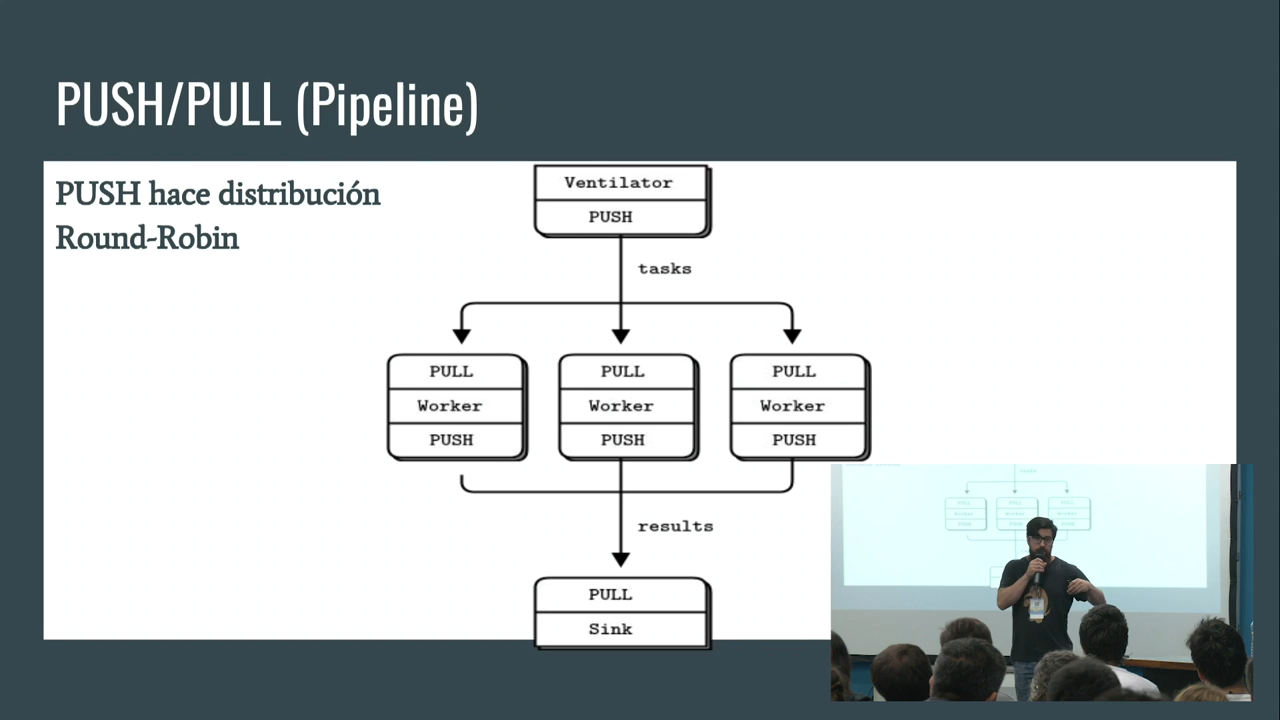 PUSH/PULL (Pipeline)
PUSH hace distribución
Round-Robin
Ventilator
PUSH
tasks
PULL PULL PULL
Worker Worker Worker
PUSH PUSH PUSH
results
PULL
Sink